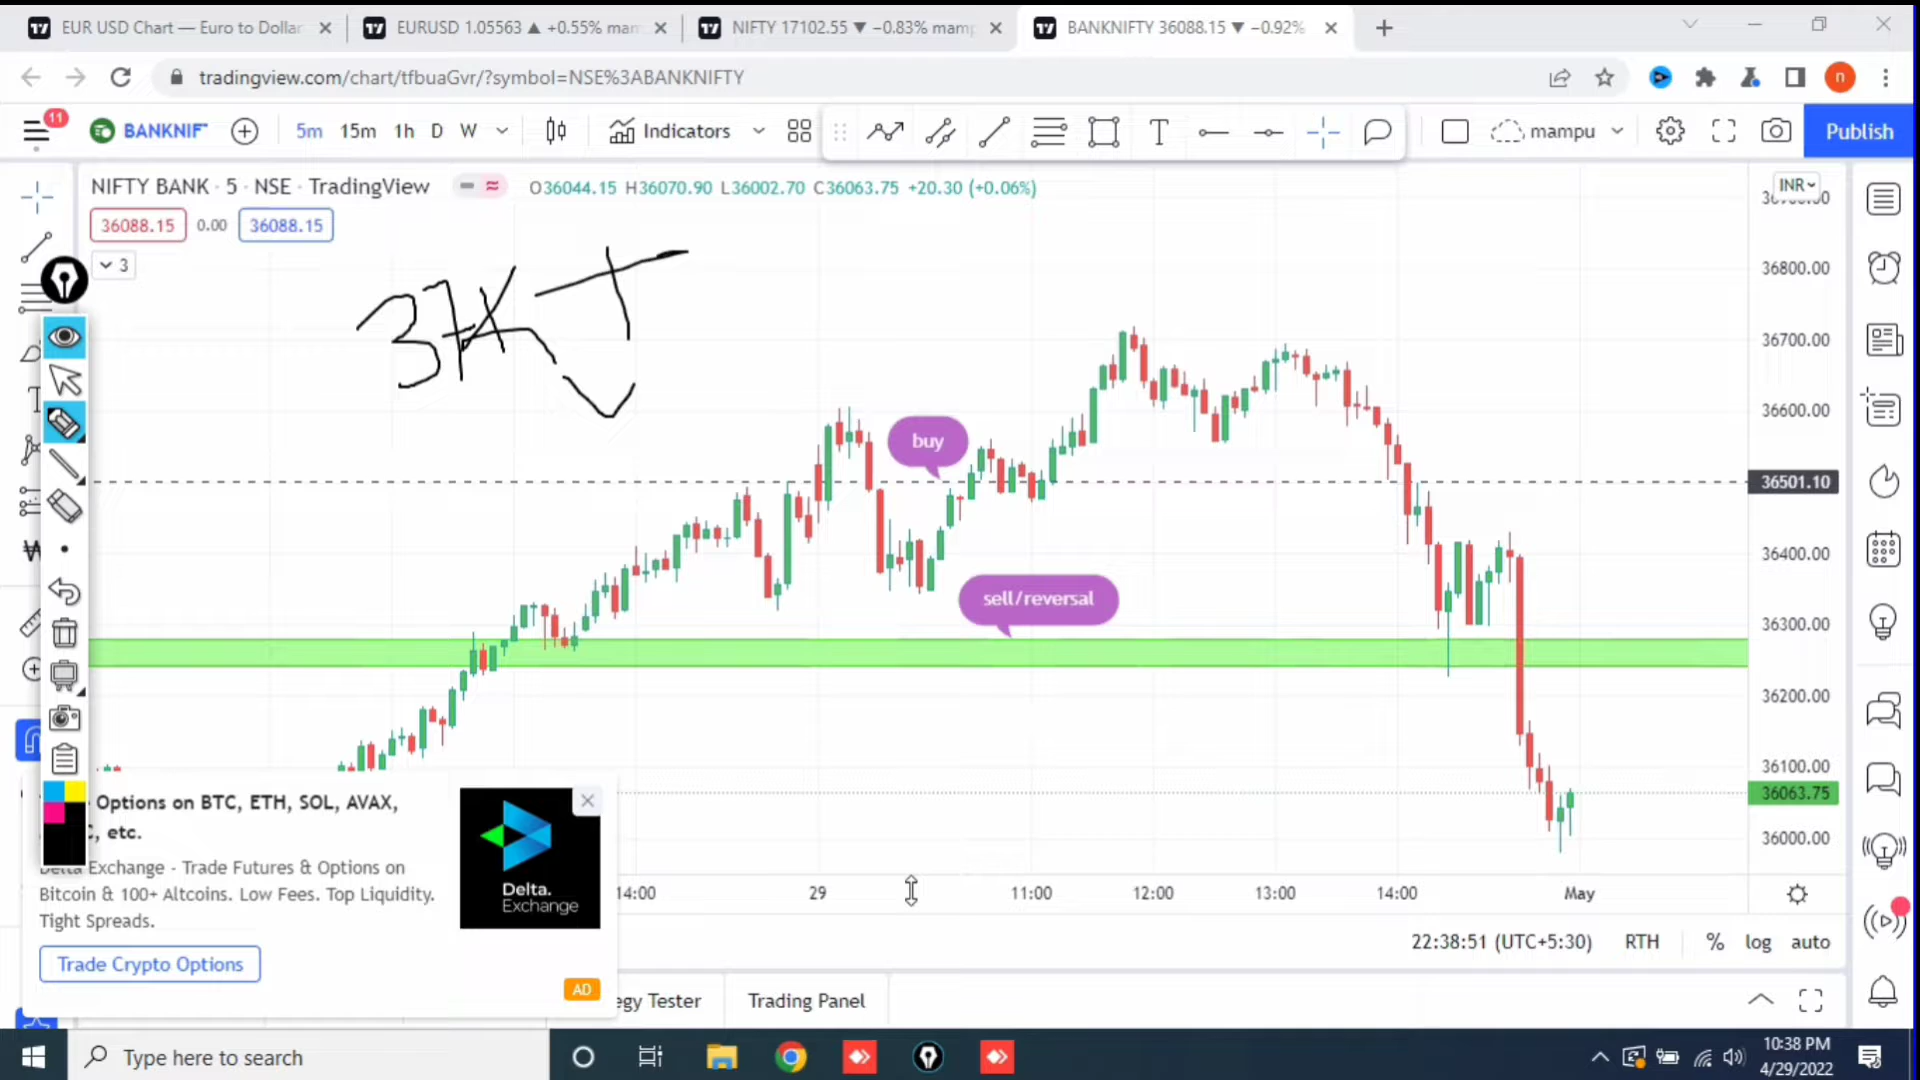 EUR USD Chart — Euro to Dollar
EURUSD 1.05563 ▲ +0.55% mam
NIFTY 17102.55 ▼ −0.83% mamp
BANKNIFTY 36088.15 ▼ −0.92%
tradingview.com/chart/tfbuaGvr/?symbol=NSE%3ABANKNIFTY
n
11
BANKNIF
5m 15m 1h D W
Indicators
mampu
Publish
NIFTY BANK · 5 · NSE · TradingView
O36044.15 H36070.90 L36002.70 C36063.75 +20.30 (+0.06%)
INR
36088.15 0.00 36088.15
3
37K T
36800.00
36700.00
36600.00
buy
36501.10
36400.00
sell/reversal
36300.00
36200.00
36100.00
36063.75
36000.00
Options on BTC, ETH, SOL, AVAX,
etc.
Delta Exchange - Trade Futures & Options on
Bitcoin & 100+ Altcoins. Low Fees. Top Liquidity.
Tight Spreads.
Trade Crypto Options
Delta.
Exchange
AD
14:00 29 11:00 12:00 13:00 14:00 May
22:38:51 (UTC+5:30) RTH % log auto
egy Tester
Trading Panel
Type here to search
10:38 PM
4/29/2022